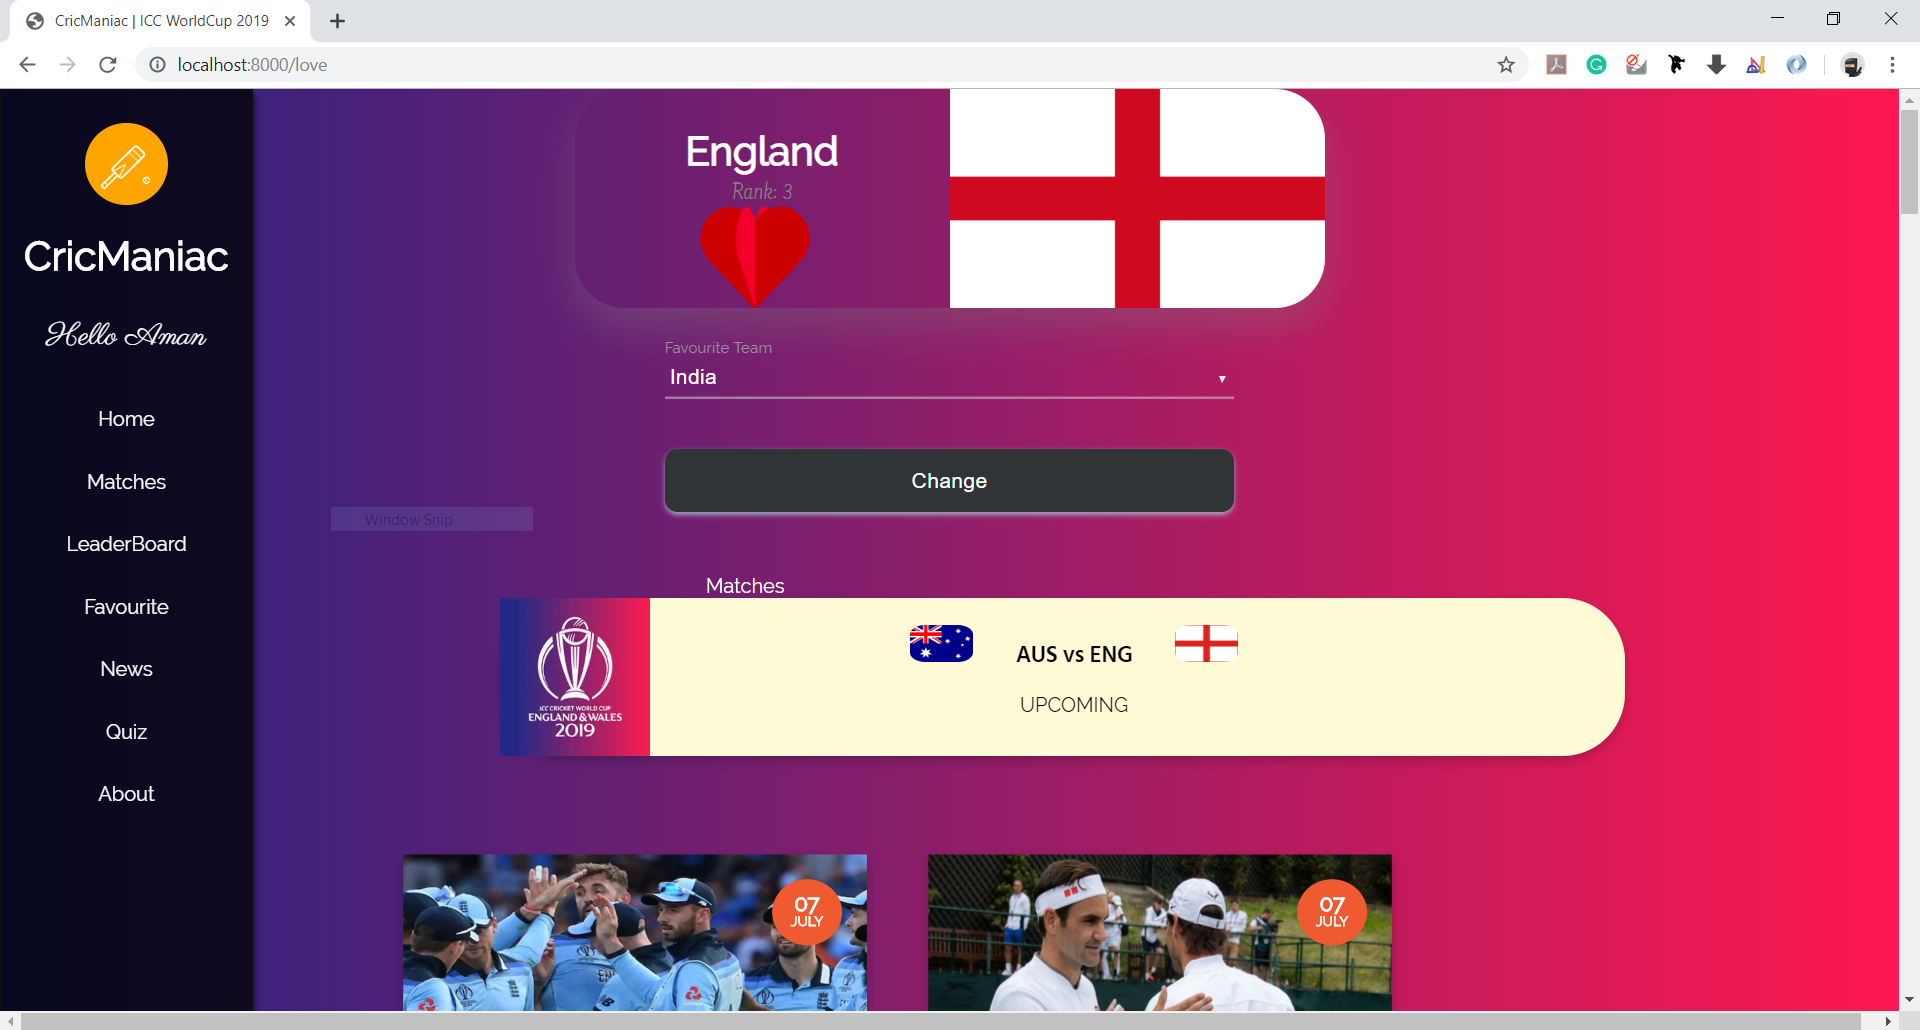 CricManiac | ICC WorldCup 2019
localhost:8000/love
CricManiac
Hello Aman
Home
Matches
LeaderBoard
Favourite
News
Quiz
About
England
Rank: 3
Favourite Team
India
Change
Window Snip
Matches
ICC CRICKET WORLD CUP
ENGLAND & WALES
2019
AUS vs ENG
UPCOMING
07
JULY
07
JULY